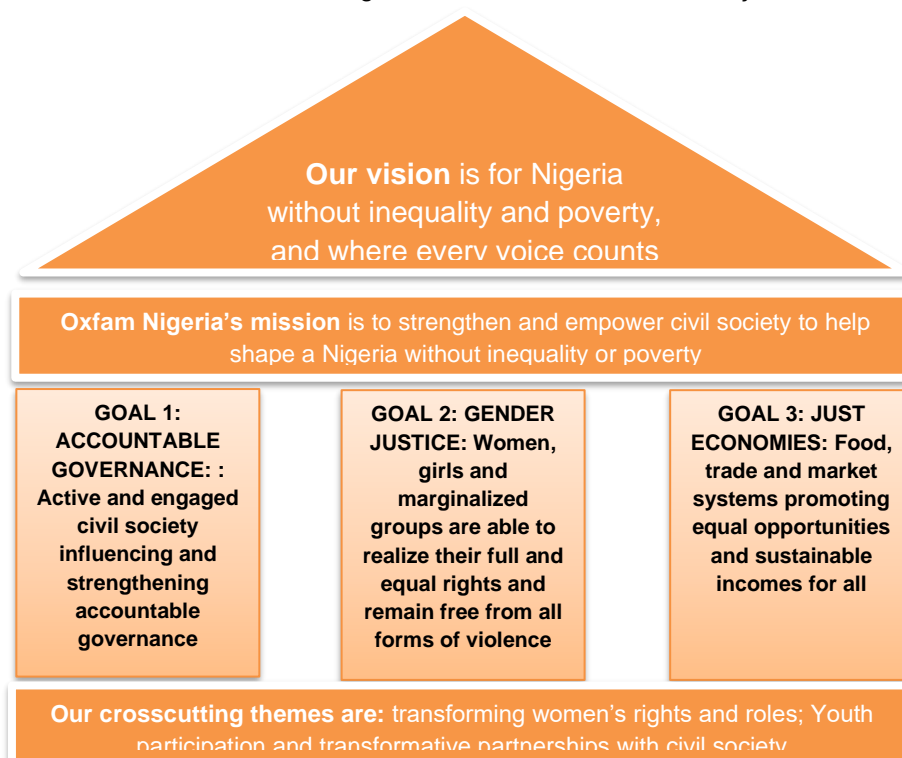 Our vision is for Nigeria
without inequality and poverty,
and where every voice counts
Oxfam Nigeria’s mission is to strengthen and empower civil society to help
shape a Nigeria without inequality or poverty
GOAL 1:
ACCOUNTABLE
GOVERNANCE: :
Active and engaged
civil society
influencing and
strengthening
accountable
governance
GOAL 2: GENDER
JUSTICE: Women,
girls and
marginalized
groups are able to
realize their full and
equal rights and
remain free from all
forms of violence
GOAL 3: JUST
ECONOMIES: Food,
trade and market
systems promoting
equal opportunities
and sustainable
incomes for all
Our crosscutting themes are: transforming women’s rights and roles; Youth
participation and transformative partnerships with civil society